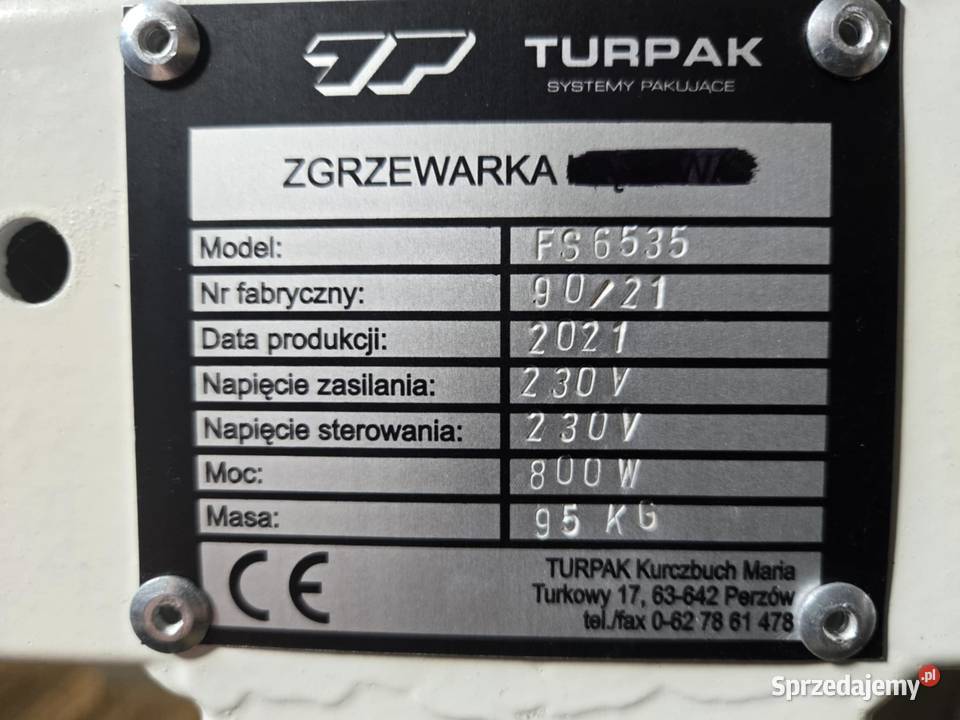 TURPAK
SYSTEMY PAKUJĄCE
ZGRZEWARKA
Model: FS6535
Nr fabryczny: 90/21
Data produkcji: 2021
Napięcie zasilania: 230V
Napięcie sterowania: 230V
Moc: 800W
Masa: 95 KG
CE
TURPAK Kurczbuch Maria
Turkowy 17, 63-642 Perzów
tel./fax 0-62 78 61 478
Sprzedajemy.pl